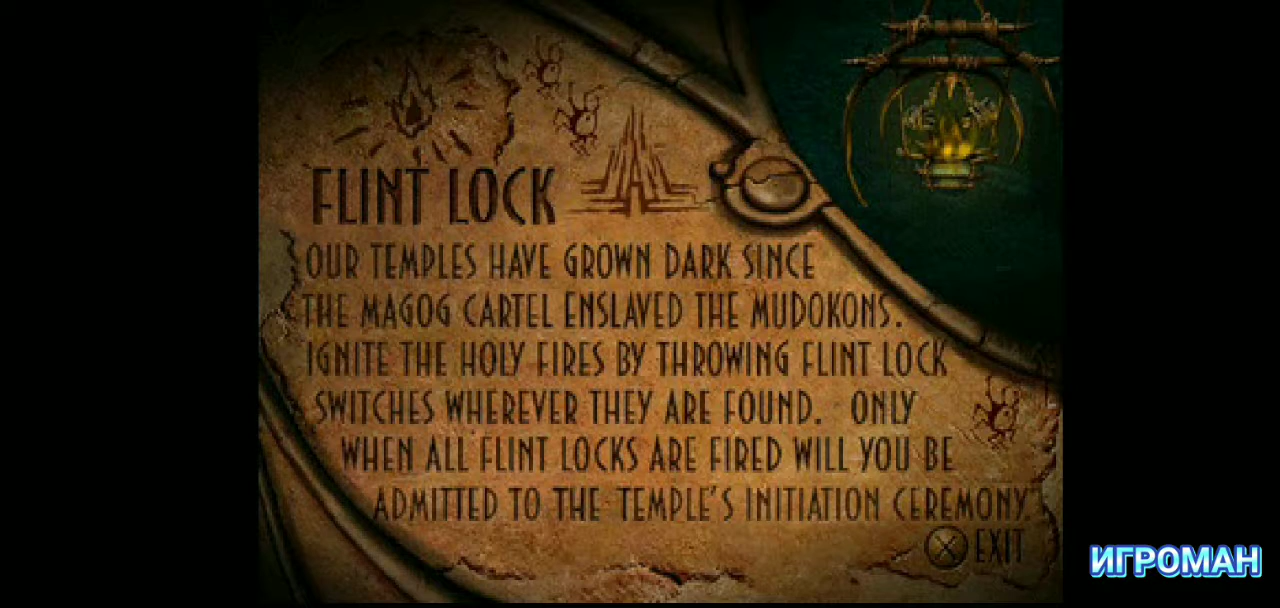 FLINT LOCK
OUR TEMPLES HAVE GROWN DARK SINCE
THE MAGOG CARTEL ENSLAVED THE MUDOKONS.
IGNITE THE HOLY FIRES BY THROWING FLINT LOCK
SWITCHES WHEREVER THEY ARE FOUND. ONLY
WHEN ALL FLINT LOCKS ARE FIRED WILL YOU BE
ADMITTED TO THE TEMPLE'S INITIATION CEREMONY.
EXIT
ИГРОМАН